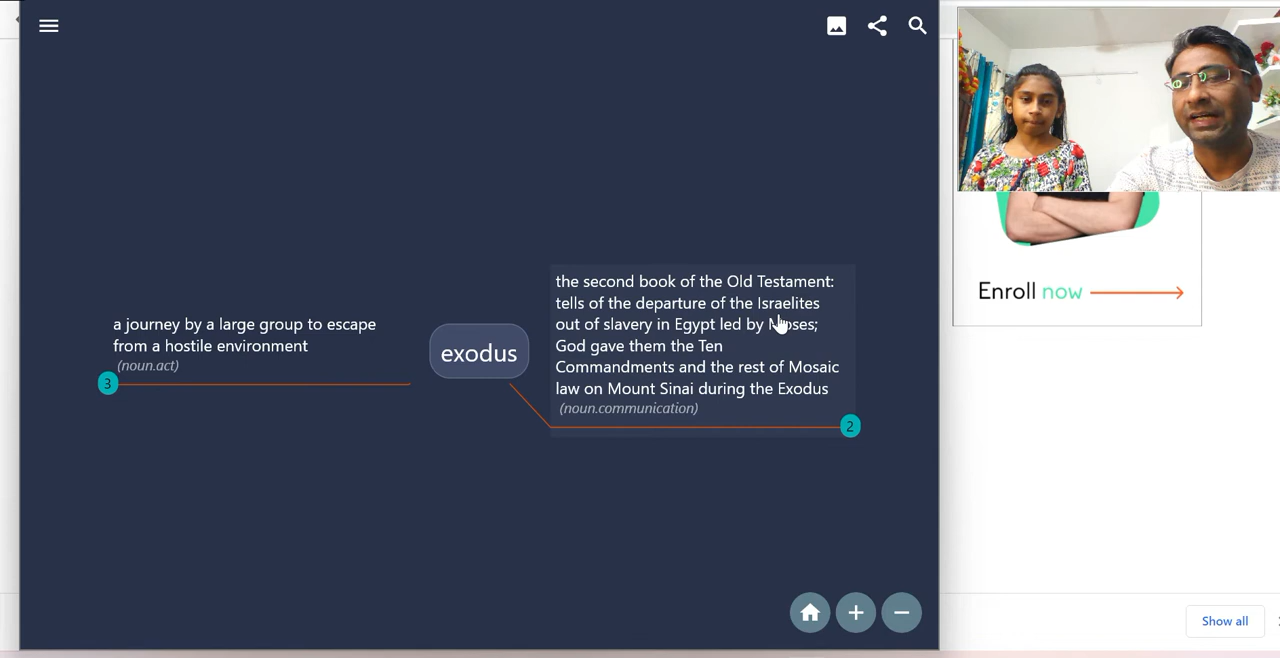 a journey by a large group to escape
from a hostile environment
(noun.act)
3
exodus
the second book of the Old Testament:
tells of the departure of the Israelites
out of slavery in Egypt led by Moses;
God gave them the Ten
Commandments and the rest of Mosaic
law on Mount Sinai during the Exodus
(noun.communication)
2
Enroll now
Show all